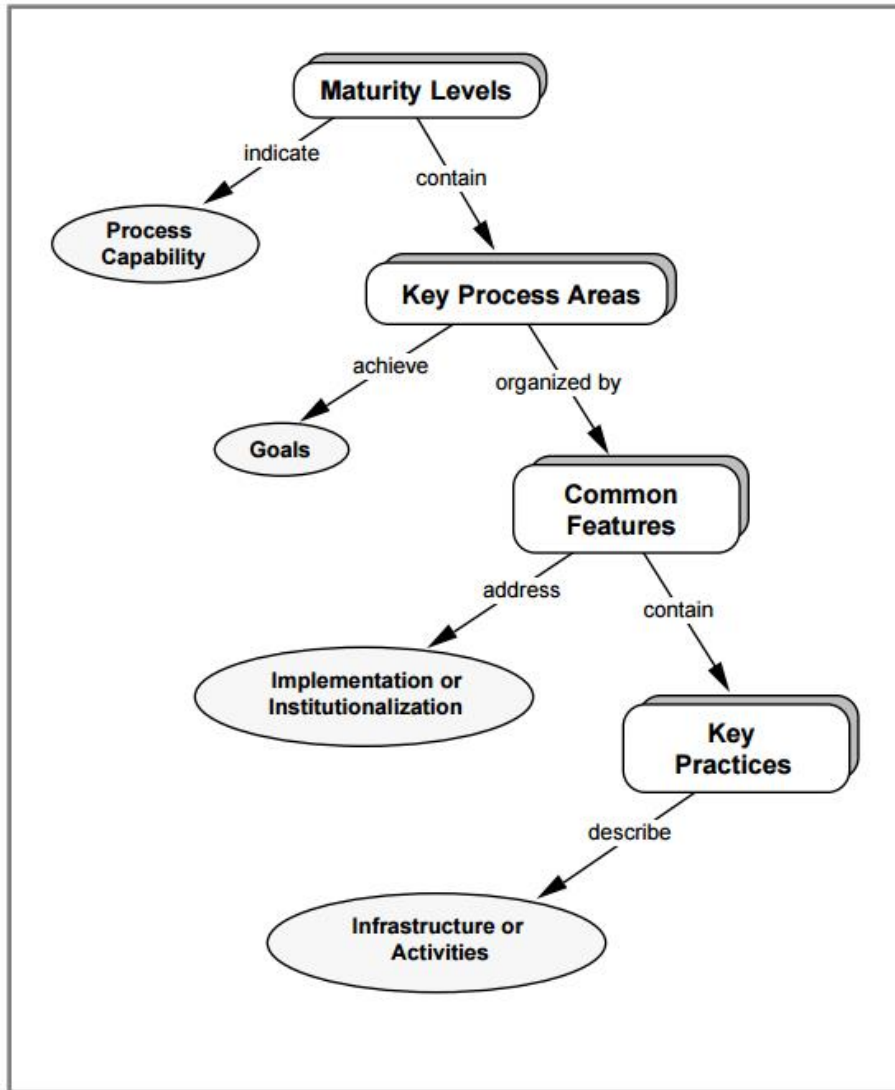 Maturity Levels
indicate
contain
Process
Capability
Key Process Areas
achieve
organized by
Goals
Common
Features
address
contain
Implementation or
Institutionalization
Key
Practices
describe
Infrastructure or
Activities